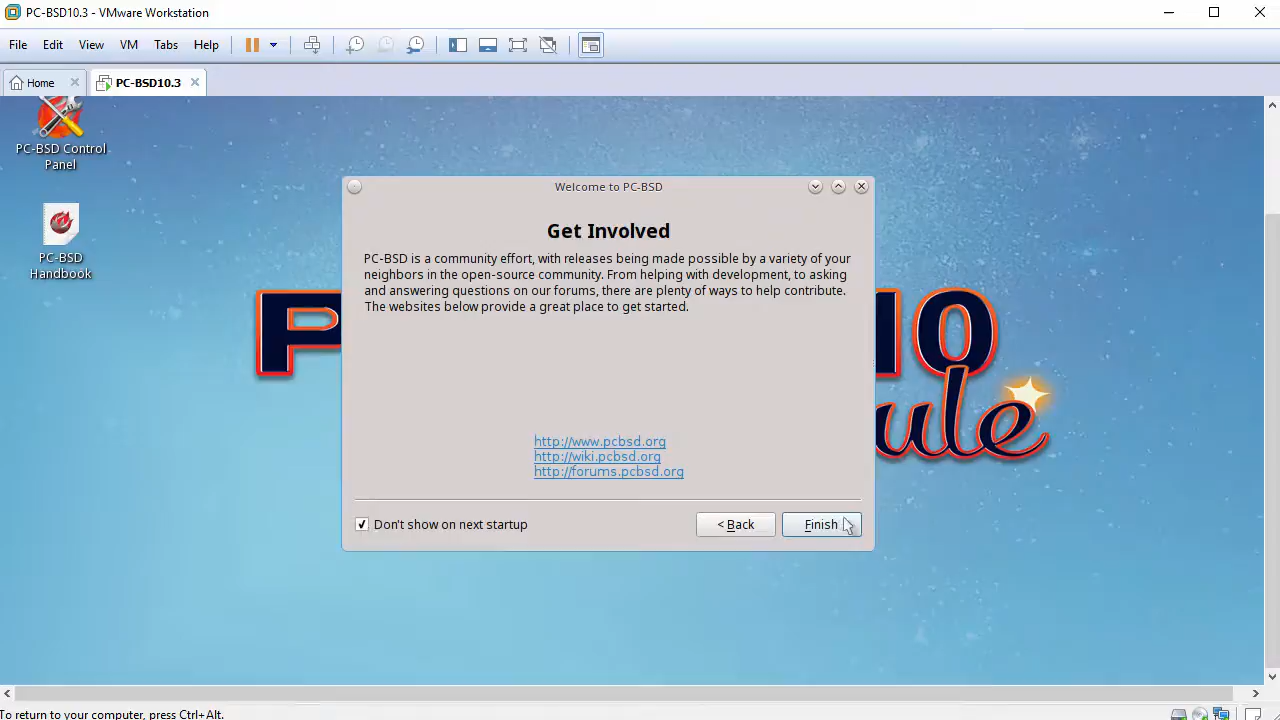 PC-BSD10.3 - VMware Workstation
File Edit View VM Tabs Help
Home PC-BSD10.3
PC-BSD Control
Panel
PC-BSD
Handbook
Welcome to PC-BSD
Get Involved
PC-BSD is a community effort, with releases being made possible by a variety of your
neighbors in the open-source community. From helping with development, to asking
and answering questions on our forums, there are plenty of ways to help contribute.
The websites below provide a great place to get started.
http://www.pcbsd.org
http://wiki.pcbsd.org
http://forums.pcbsd.org
Don't show on next startup
< Back Finish
P 10
ule
To return to your computer, press Ctrl+Alt.